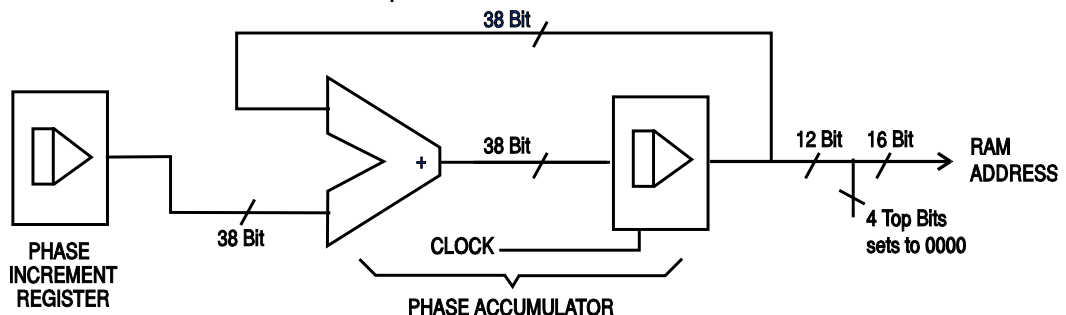 38 Bit
PHASE
INCREMENT
REGISTER
38 Bit
+
38 Bit
CLOCK
PHASE ACCUMULATOR
12 Bit
16 Bit
4 Top Bits
sets to 0000
RAM
ADDRESS